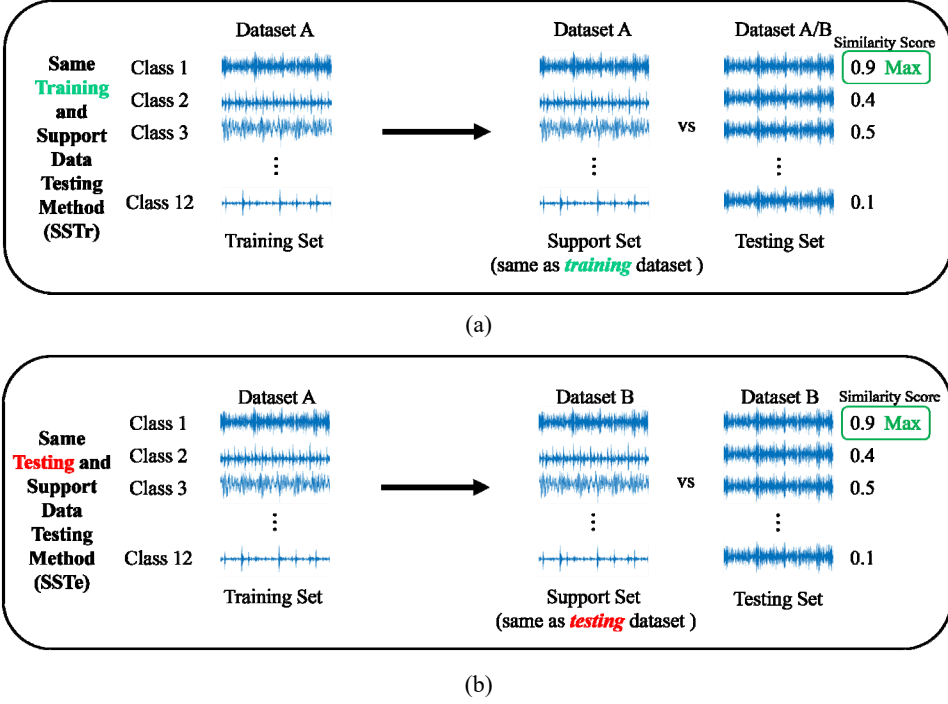 Same
Training
and
Support
Data
Testing
Method
(SSTr)
Dataset A
Dataset A
Dataset A/B
Similarity Score
Class 1
0.9 Max
Class 2
0.4
Class 3
vs
0.5
...
...
...
Class 12
0.1
Training Set
Support Set
(same as training dataset )
Testing Set
(a)
Same
Testing and
Support
Data
Testing
Method
(SSTe)
Dataset A
Dataset B
Dataset B
Similarity Score
Class 1
0.9 Max
Class 2
0.4
Class 3
vs
0.5
...
...
...
Class 12
0.1
Training Set
Support Set
(same as testing dataset )
Testing Set
(b)